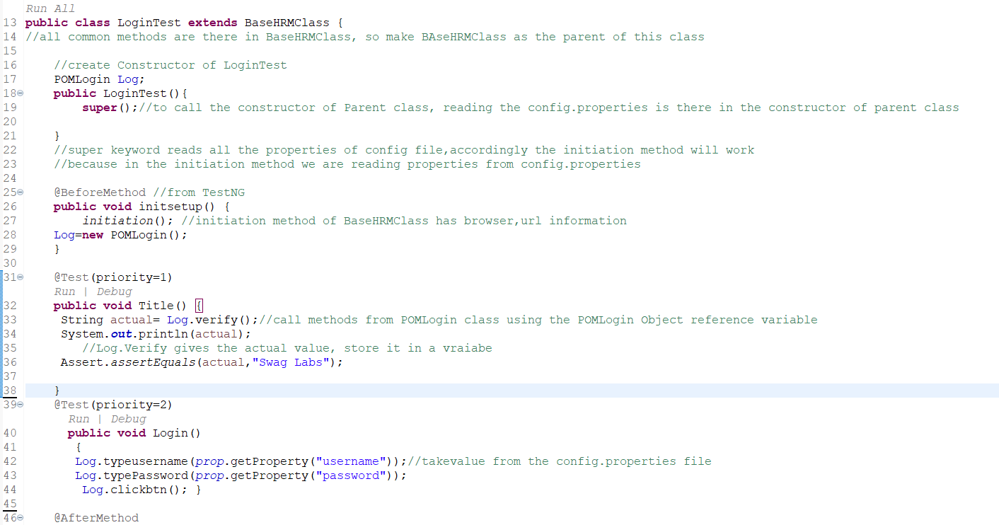 Run All
13 public class LoginTest extends BaseHRMClass {
14 //all common methods are there in BaseHRMClass, so make BAseHRMClass as the parent of this class
15
16 //create Constructor of LoginTest
17 POMLogin Log;
18 public LoginTest(){
19 super();//to call the constructor of Parent class, reading the config.properties is there in the constructor of parent class
20
21 }
22 //super keyword reads all the properties of config file,accordingly the initiation method will work
23 //because in the initiation method we are reading properties from config.properties
24
25 @BeforeMethod //from TestNG
26 public void initsetup() {
27 initiation(); //initiation method of BaseHRMClass has browser,url information
28 Log=new POMLogin();
29 }
30
31 @Test(priority=1)
Run | Debug
32 public void Title() {
33 String actual= Log.verify();//call methods from POMLogin class using the POMLogin Object reference variable
34 System.out.println(actual);
35 //Log.Verify gives the actual value, store it in a vraiabe
36 Assert.assertEquals(actual,"Swag Labs");
37
38 }
39 @Test(priority=2)
Run | Debug
40 public void Login()
41 {
42 Log.typeusername(prop.getProperty("username"));//takevalue from the config.properties file
43 Log.typePassword(prop.getProperty("password"));
44 Log.clickbtn(); }
45
46 @AfterMethod